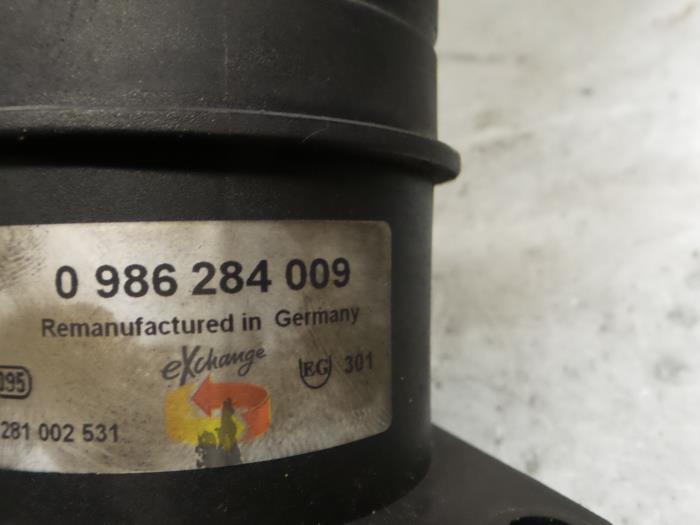 0 986 284 009
Remanufactured in Germany
eXchange
095
EG 301
281 002 531